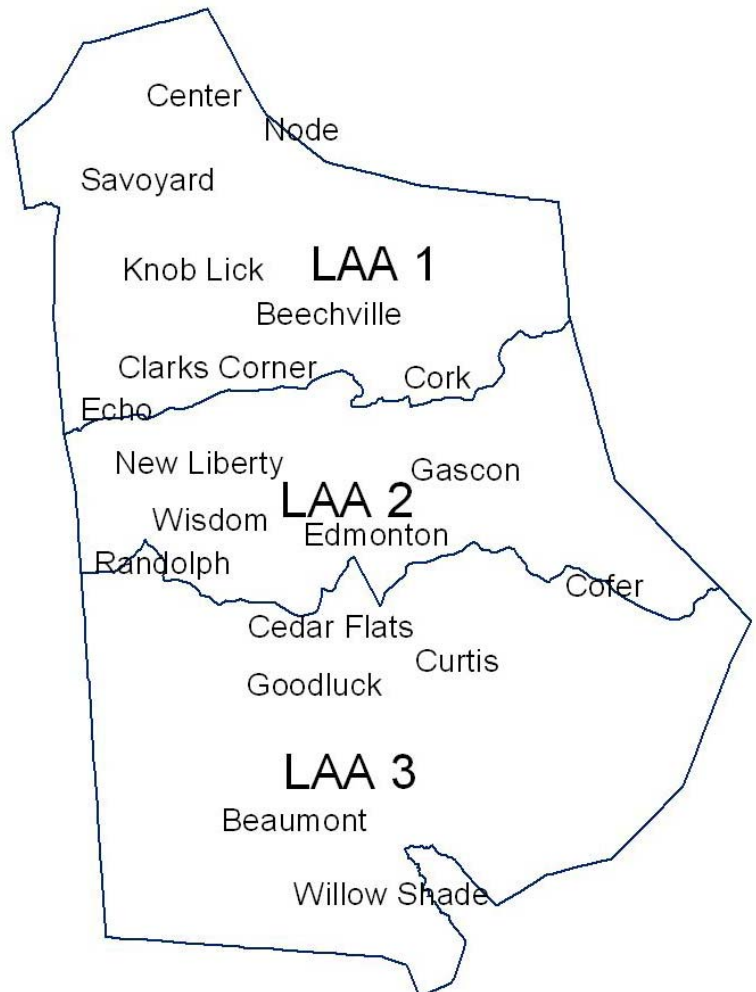 Center
Node
Savoyard
Knob Lick
LAA 1
Beechville
Clarks Corner
Cork
Echo
New Liberty
Gascon
LAA 2
Wisdom
Edmonton
Randolph
Cofer
Cedar Flats
Curtis
Goodluck
LAA 3
Beaumont
Willow Shade